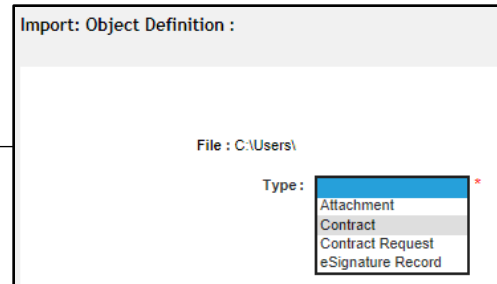 Import: Object Definition :
File : C:\Users\
Type : *
Attachment
Contract
Contract Request
eSignature Record